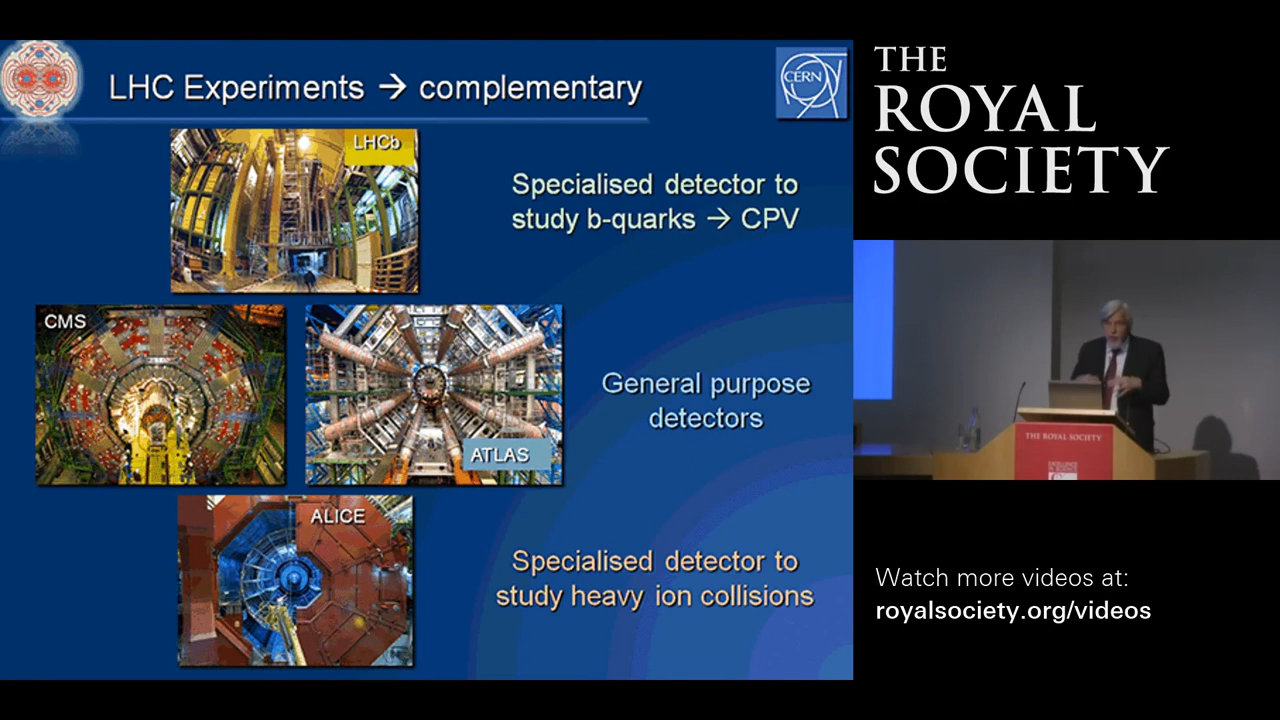 LHC Experiments → complementary
CERN
LHCb
Specialised detector to
study b-quarks → CPV
CMS
ATLAS
General purpose
detectors
ALICE
Specialised detector to
study heavy ion collisions
THE
ROYAL
SOCIETY
THE ROYAL SOCIETY
Watch more videos at:
royalsociety.org/videos